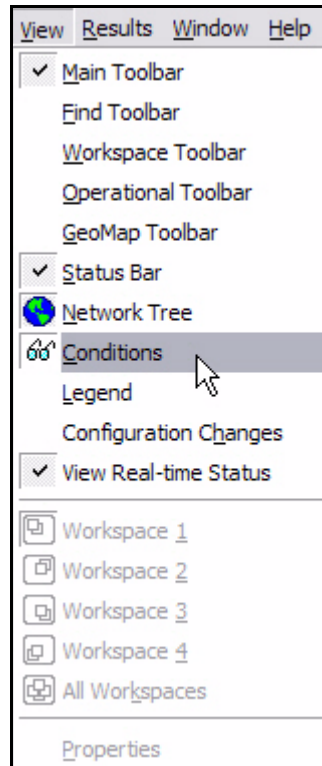 View Results Window Help
Main Toolbar
Find Toolbar
Workspace Toolbar
Operational Toolbar
GeoMap Toolbar
Status Bar
Network Tree
Conditions
Legend
Configuration Changes
View Real-time Status
Workspace 1
Workspace 2
Workspace 3
Workspace 4
All Workspaces
Properties